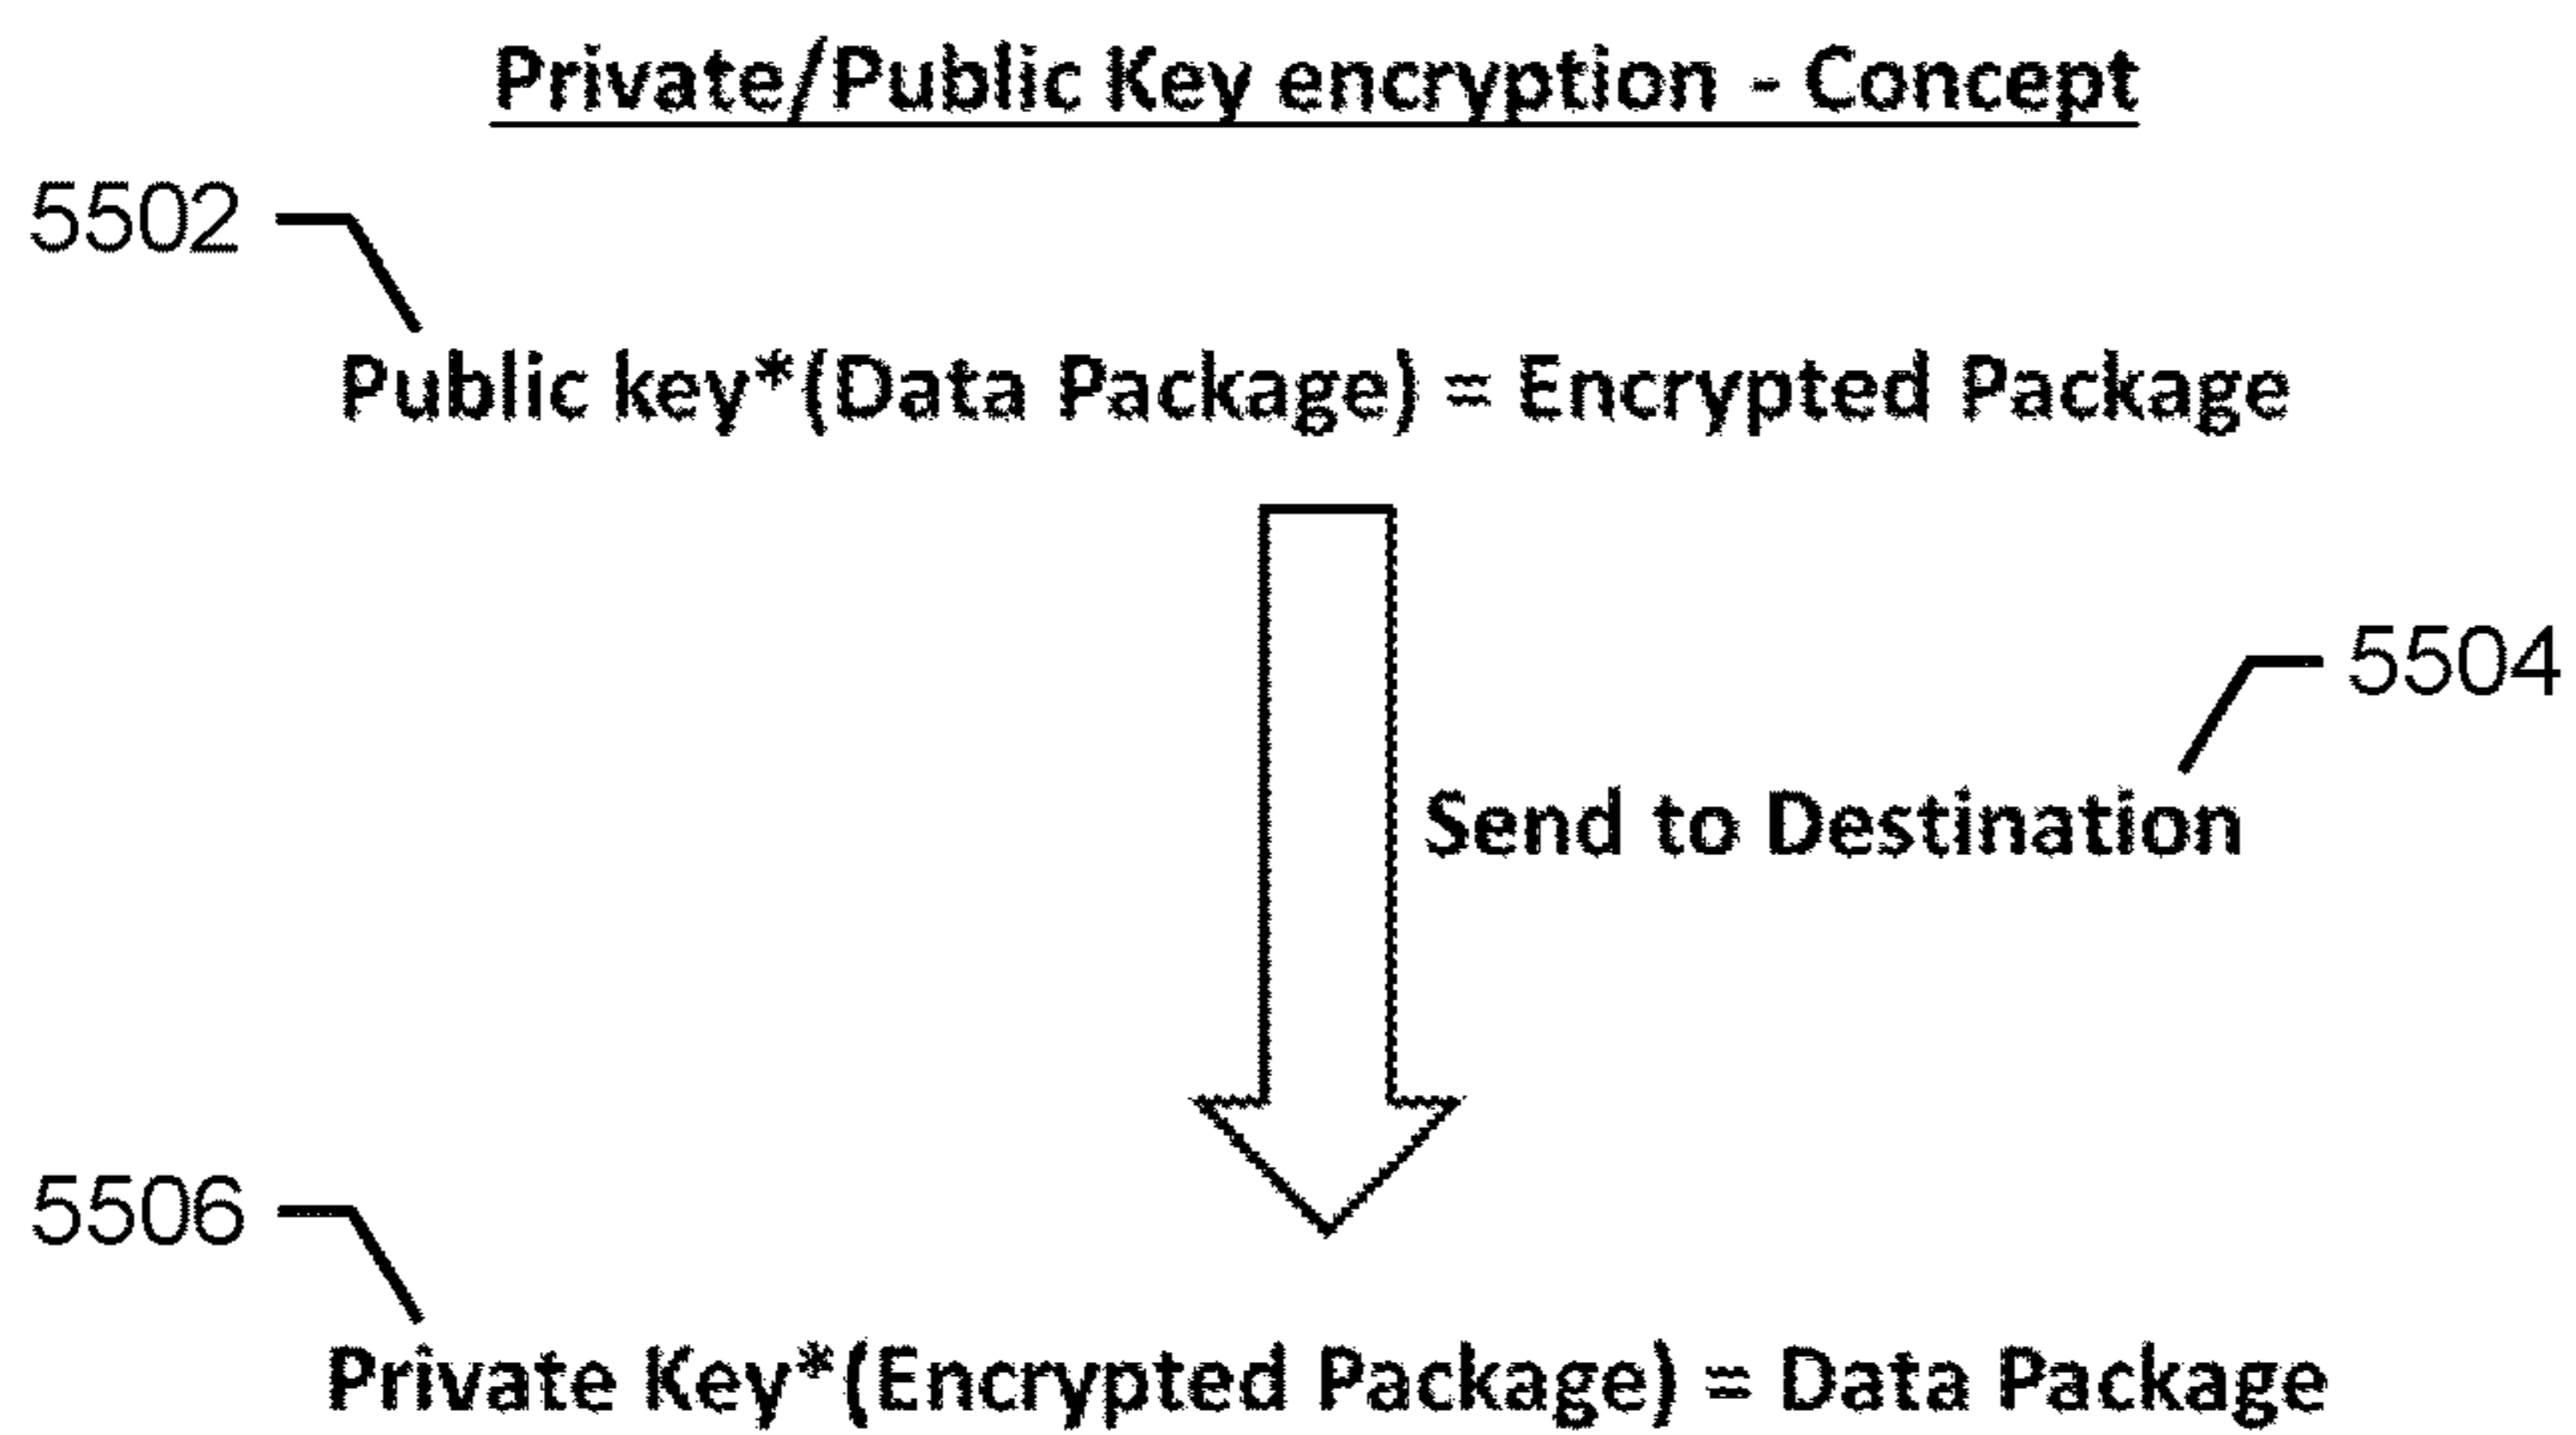 Private/Public Key encryption - Concept
5502
Public key*(Data Package) = Encrypted Package
5504
Send to Destination
5506
Private Key*(Encrypted Package) = Data Package